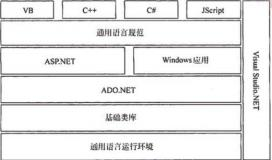 VB
C++
C#
JScript
通用语言规范
ASP.NET
Windows应用
ADO.NET
基础类库
通用语言运行环境
Visual Studio.NET